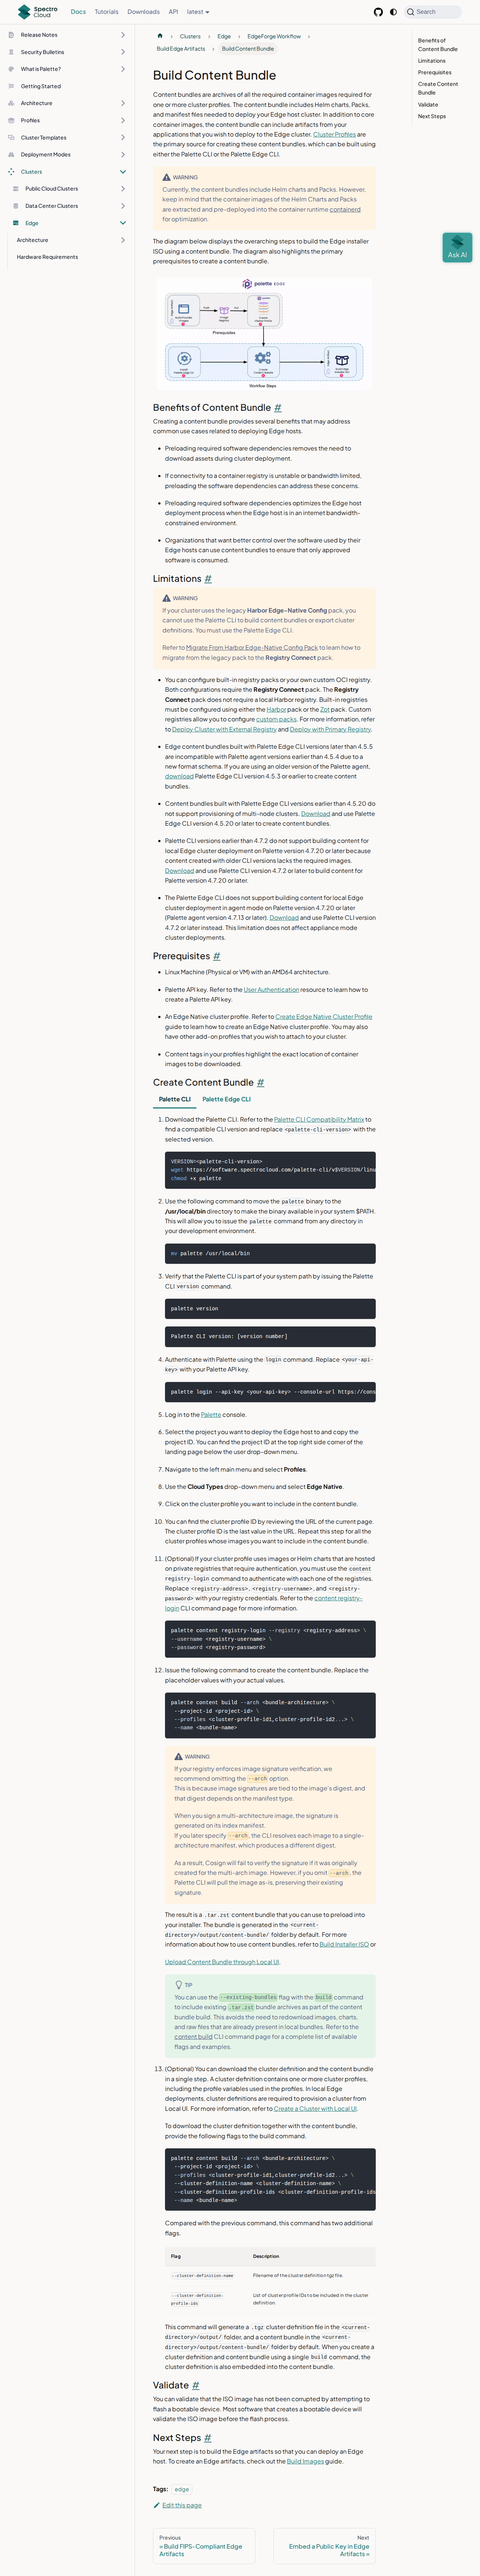 Spectro Cloud
Docs
Tutorials
Downloads
API
latest
Search
Release Notes
Security Bulletins
What is Palette?
Getting Started
Architecture
Profiles
Cluster Templates
Deployment Modes
Clusters
Public Cloud Clusters
Data Center Clusters
Edge
Architecture
Hardware Requirements
Clusters
Edge
EdgeForge Workflow
Build Edge Artifacts
Build Content Bundle
Benefits of
Content Bundle
Limitations
Prerequisites
Create Content
Bundle
Validate
Next Steps
Ask AI
Build Content Bundle
Content bundles are archives of all the required container images required for
one or more cluster profiles. The content bundle includes Helm charts, Packs,
and manifest files needed to deploy your Edge host cluster. In addition to core
container images, the content bundle can include artifacts from your
applications that you wish to deploy to the Edge cluster. Cluster Profiles are
the primary source for creating these content bundles, which can be built using
either the Palette CLI or the Palette Edge CLI.
WARNING
Currently, the content bundles include Helm charts and Packs. However,
keep in mind that the container images of the Helm Charts and Packs
are extracted and pre-deployed into the container runtime containerd
for optimization.
The diagram below displays the overarching steps to build the Edge installer
ISO using a content bundle. The diagram also highlights the primary
prerequisites to create a content bundle.
palette EDGE
Prerequisites
Workflow Steps
Benefits of Content Bundle #
Creating a content bundle provides several benefits that may address
common use cases related to deploying Edge hosts.
Preloading required software dependencies removes the need to
download assets during cluster deployment.
If connectivity to a container registry is unstable or bandwidth limited,
preloading the software dependencies can address these concerns.
Preloading required software dependencies optimizes the Edge host
deployment process when the Edge host is in an internet bandwidth-
constrained environment.
Organizations that want better control over the software used by their
Edge hosts can use content bundles to ensure that only approved
software is consumed.
Limitations #
WARNING
If your cluster uses the legacy Harbor Edge-Native Config pack, you
cannot use the Palette CLI to build content bundles or export cluster
definitions. You must use the Palette Edge CLI.
Refer to Migrate From Harbor Edge-Native Config Pack to learn how to
migrate from the legacy pack to the Registry Connect pack.
You can configure built-in registry packs or your own custom OCI registry.
Both configurations require the Registry Connect pack. The Registry
Connect pack does not require a local Harbor registry. Built-in registries
must be configured using either the Harbor pack or the Zot pack. Custom
registries allow you to configure custom packs. For more information, refer
to Deploy Cluster with External Registry and Deploy with Primary Registry.
Edge content bundles built with Palette Edge CLI versions later than 4.5.5
are incompatible with Palette agent versions earlier than 4.5.4 due to a
new format schema. If you are using an older version of the Palette agent,
download Palette Edge CLI version 4.5.3 or earlier to create content
bundles.
Content bundles built with Palette Edge CLI versions earlier than 4.5.20 do
not support provisioning of multi-node clusters. Download and use Palette
Edge CLI version 4.5.20 or later to create content bundles.
Palette CLI versions earlier than 4.7.2 do not support building content for
local Edge cluster deployment on Palette version 4.7.20 or later because
content created with older CLI versions lacks the required images.
Download and use Palette CLI version 4.7.2 or later to build content for
Palette version 4.7.20 or later.
The Palette Edge CLI does not support building content for local Edge
cluster deployment in agent mode on Palette version 4.7.20 or later
(Palette agent version 4.7.13 or later). Download and use Palette CLI version
4.7.2 or later instead. This limitation does not affect appliance mode
cluster deployments.
Prerequisites #
Linux Machine (Physical or VM) with an AMD64 architecture.
Palette API key. Refer to the User Authentication resource to learn how to
create a Palette API key.
An Edge Native cluster profile. Refer to Create Edge Native Cluster Profile
guide to learn how to create an Edge Native cluster profile. You may also
have other add-on profiles that you wish to attach to your cluster.
Content tags in your profiles highlight the exact location of container
images to be downloaded.
Create Content Bundle #
Palette CLI
Palette Edge CLI
1. Download the Palette CLI. Refer to the Palette CLI Compatibility Matrix to
find a compatible CLI version and replace <palette-cli-version> with the
selected version.
VERSION=<palette-cli-version>
wget https://software.spectrocloud.com/palette-cli/v$VERSION/linu
chmod +x palette
2. Use the following command to move the palette binary to the
/usr/local/bin directory to make the binary available in your system $PATH.
This will allow you to issue the palette command from any directory in
your development environment.
mv palette /usr/local/bin
3. Verify that the Palette CLI is part of your system path by issuing the Palette
CLI version command.
palette version
Palette CLI version: [version number]
4. Authenticate with Palette using the login command. Replace <your-api-
key> with your Palette API key.
palette login --api-key <your-api-key> --console-url https://cons
5. Log in to the Palette console.
6. Select the project you want to deploy the Edge host to and copy the
project ID. You can find the project ID at the top right side corner of the
landing page below the user drop-down menu.
7. Navigate to the left main menu and select Profiles.
8. Use the Cloud Types drop-down menu and select Edge Native.
9. Click on the cluster profile you want to include in the content bundle.
10. You can find the cluster profile ID by reviewing the URL of the current page.
The cluster profile ID is the last value in the URL. Repeat this step for all the
cluster profiles whose images you want to include in the content bundle.
11. (Optional) If your cluster profile uses images or Helm charts that are hosted
on private registries that require authentication, you must use the content
registry-login command to authenticate with each one of the registries.
Replace <registry-address>, <registry-username>, and <registry-
password> with your registry credentials. Refer to the content registry-
login CLI command page for more information.
palette content registry-login --registry <registry-address> \
--username <registry-username> \
--password <registry-password>
12. Issue the following command to create the content bundle. Replace the
placeholder values with your actual values.
palette content build --arch <bundle-architecture> \
--project-id <project-id> \
--profiles <cluster-profile-id1,cluster-profile-id2...> \
--name <bundle-name>
WARNING
If your registry enforces image signature verification, we
recommend omitting the --arch option.
This is because image signatures are tied to the image's digest, and
that digest depends on the manifest type.
When you sign a multi-architecture image, the signature is
generated on its index manifest.
If you later specify --arch, the CLI resolves each image to a single-
architecture manifest, which produces a different digest.
As a result, Cosign will fail to verify the signature if it was originally
created for the multi-arch image. However, if you omit --arch, the
Palette CLI will pull the image as-is, preserving their existing
signature.
The result is a .tar.zst content bundle that you can use to preload into
your installer. The bundle is generated in the <current-
directory>/output/content-bundle/ folder by default. For more
information about how to use content bundles, refer to Build Installer ISO or
Upload Content Bundle through Local UI.
TIP
You can use the --existing-bundles flag with the build command
to include existing .tar.zst bundle archives as part of the content
bundle build. This avoids the need to redownload images, charts,
and raw files that are already present in local bundles. Refer to the
content build CLI command page for a complete list of available
flags and examples.
13. (Optional) You can download the cluster definition and the content bundle
in a single step. A cluster definition contains one or more cluster profiles,
including the profile variables used in the profiles. In local Edge
deployments, cluster definitions are required to provision a cluster from
Local UI. For more information, refer to Create a Cluster with Local UI.
To download the cluster definition together with the content bundle,
provide the following flags to the build command.
palette content build --arch <bundle-architecture> \
--project-id <project-id> \
--profiles <cluster-profile-id1,cluster-profile-id2...> \
--cluster-definition-name <cluster-definition-name> \
--cluster-definition-profile-ids <cluster-definition-profile-ids
--name <bundle-name>
Compared with the previous command, this command has two additional
flags.
Flag
Description
--cluster-definition-name
Filename of the cluster definition tgz file.
--cluster-definition-
profile-ids
List of cluster profile IDs to be included in the cluster
definition
This command will generate a .tgz cluster definition file in the <current-
directory>/output/ folder, and a content bundle in the <current-
directory>/output/content-bundle/ folder by default. When you create a
cluster definition and content bundle using a single build command, the
cluster definition is also embedded into the content bundle.
Validate #
You can validate that the ISO image has not been corrupted by attempting to
flash a bootable device. Most software that creates a bootable device will
validate the ISO image before the flash process.
Next Steps #
Your next step is to build the Edge artifacts so that you can deploy an Edge
host. To create an Edge artifacts, check out the Build Images guide.
Tags: edge
Edit this page
Previous
« Build FIPS-Compliant Edge
Artifacts
Next
Embed a Public Key in Edge
Artifacts »